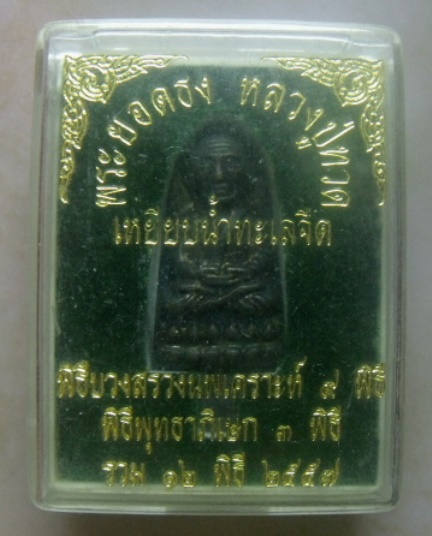 พระยอดธง หลวงปู่ทวด
เหยียบน้ำทะเลจืด
พิธีบวงสรวงนพเคราะห์ ๙ พิธี
พิธีพุทธาภิเษก ๓ พิธี
รวม ๑๒ พิธี ๒๕๕๗